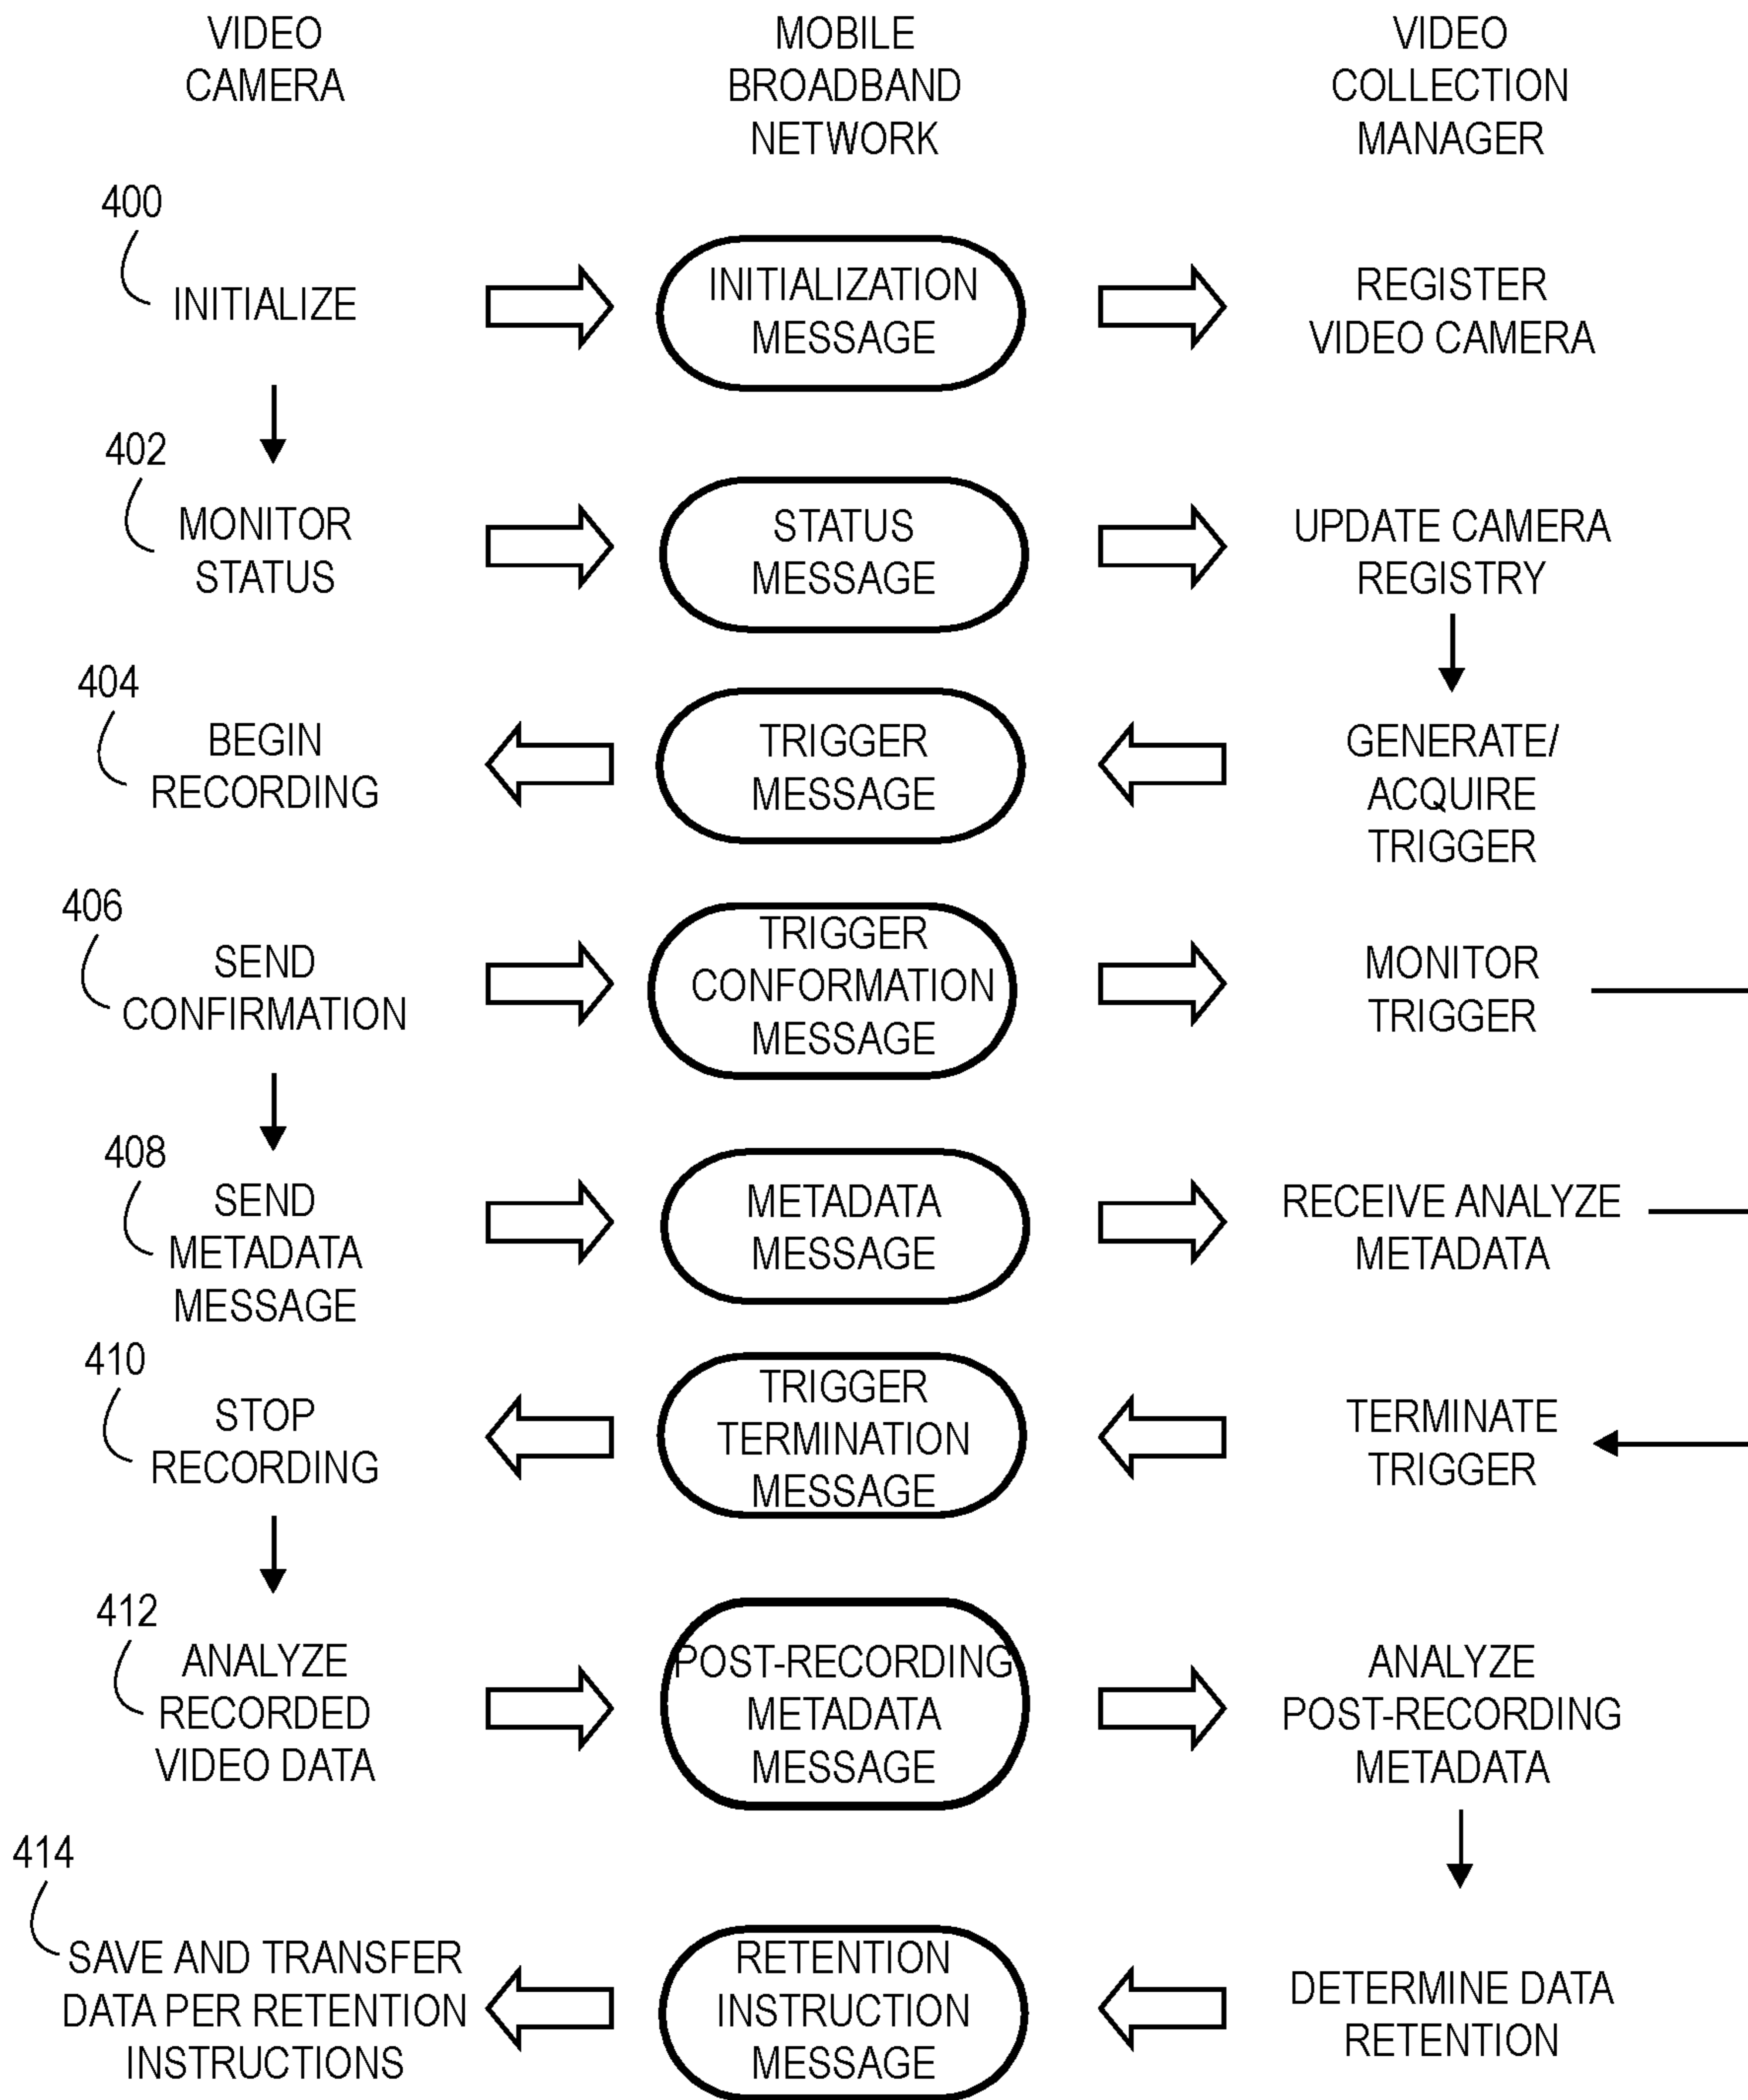 VIDEO
CAMERA
MOBILE
BROADBAND
NETWORK
VIDEO
COLLECTION
MANAGER
400
INITIALIZE
INITIALIZATION
MESSAGE
REGISTER
VIDEO CAMERA
402
MONITOR
STATUS
STATUS
MESSAGE
UPDATE CAMERA
REGISTRY
404
BEGIN
RECORDING
TRIGGER
MESSAGE
GENERATE/
ACQUIRE
TRIGGER
406
SEND
CONFIRMATION
TRIGGER
CONFORMATION
MESSAGE
MONITOR
TRIGGER
408
SEND
METADATA
MESSAGE
METADATA
MESSAGE
RECEIVE ANALYZE
METADATA
410
STOP
RECORDING
TRIGGER
TERMINATION
MESSAGE
TERMINATE
TRIGGER
412
ANALYZE
RECORDED
VIDEO DATA
POST-RECORDING
METADATA
MESSAGE
ANALYZE
POST-RECORDING
METADATA
414
SAVE AND TRANSFER
DATA PER RETENTION
INSTRUCTIONS
RETENTION
INSTRUCTION
MESSAGE
DETERMINE DATA
RETENTION